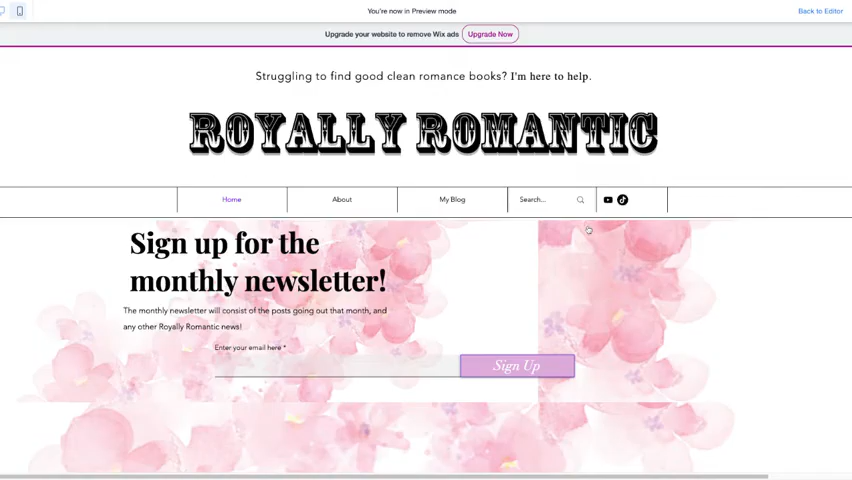 You're now in Preview mode
Back to Editor
Upgrade your website to remove Wix ads
Upgrade Now
Struggling to find good clean romance books? I'm here to help.
ROYALLY ROMANTIC
Home
About
My Blog
Search...
Sign up for the
monthly newsletter!
The monthly newsletter will consist of the posts going out that month, and
any other Royally Romantic news!
Enter your email here *
Sign Up